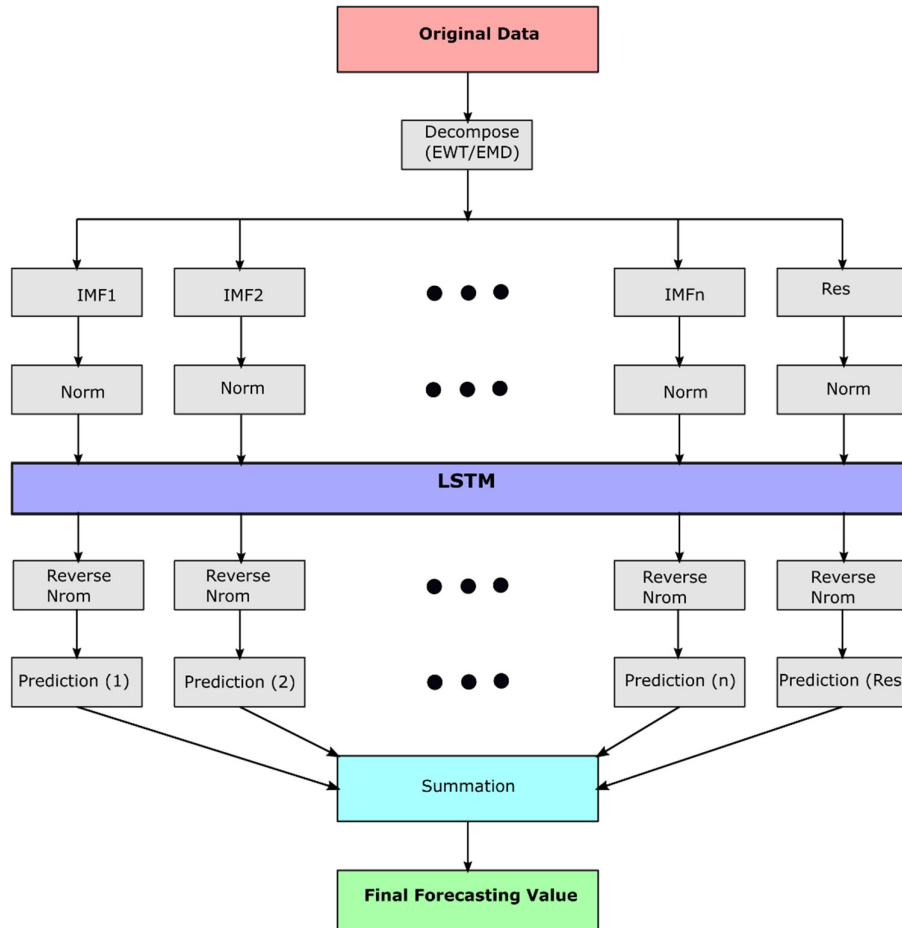 Original Data
Decompose
(EWT/EMD)
IMF1
IMF2
IMFn
Res
Norm
Norm
Norm
Norm
LSTM
Reverse
Nrom
Reverse
Nrom
Reverse
Nrom
Reverse
Nrom
Prediction (1)
Prediction (2)
Prediction (n)
Prediction (Res
Summation
Final Forecasting Value